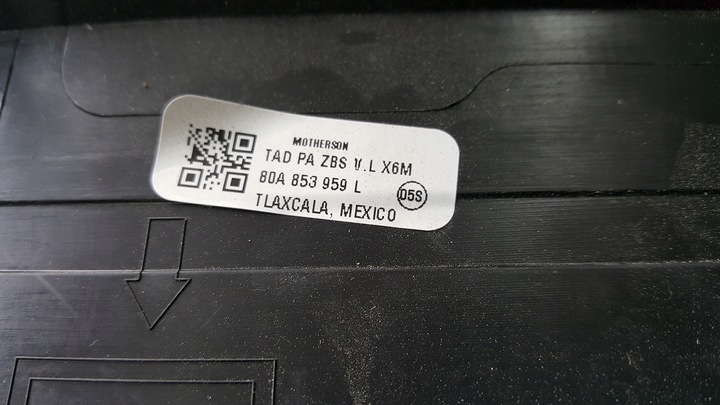 MOTHERSON
TAD PA ZBS V.L X6M
80A 853 959 L
D5S
TLAXCALA, MEXICO